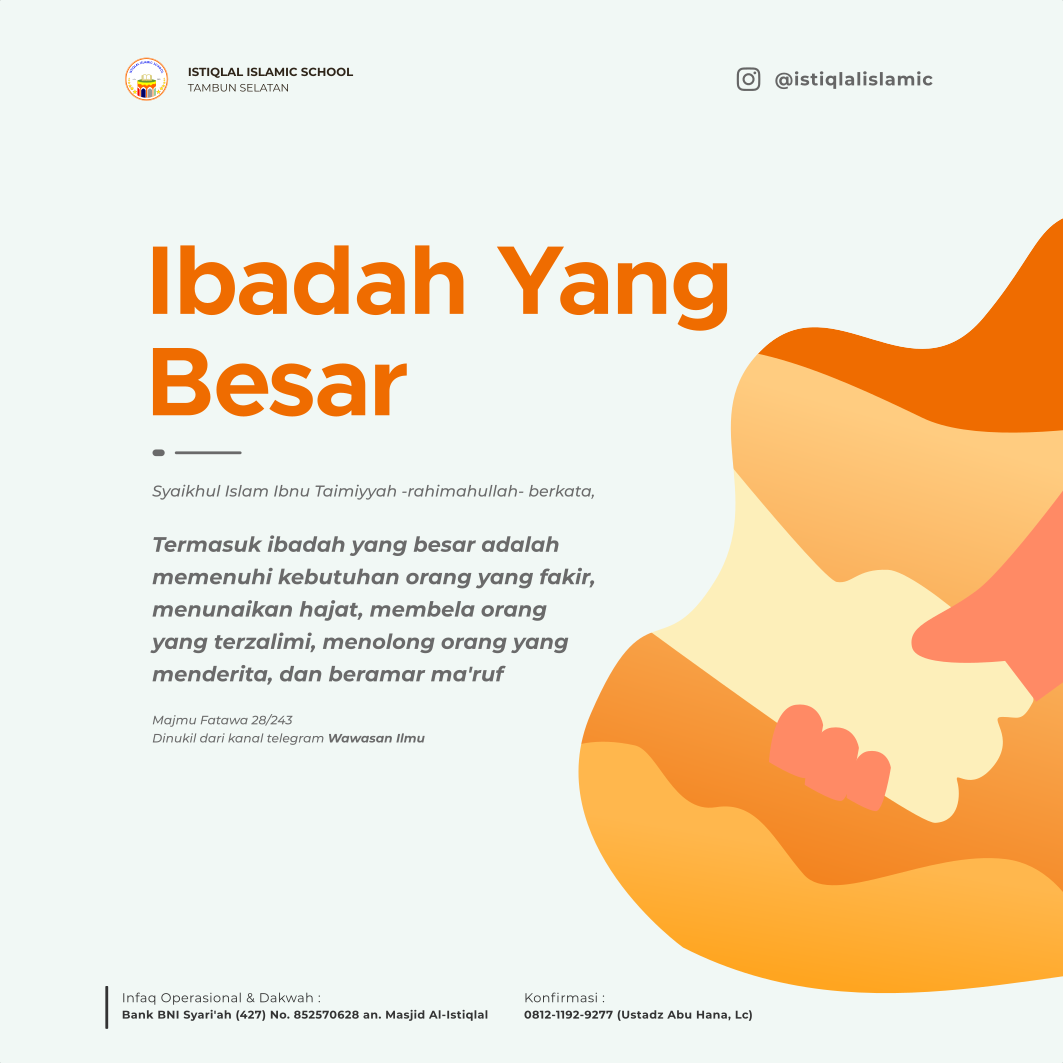 ISTIQLAL ISLAMIC SCHOOL
TAMBUN SELATAN
@istiqlalislamic
Ibadah Yang
Besar
Syaikhul Islam Ibnu Taimiyyah -rahimahullah- berkata,
Termasuk ibadah yang besar adalah
memenuhi kebutuhan orang yang fakir,
menunaikan hajat, membela orang
yang terzalimi, menolong orang yang
menderita, dan beramar ma'ruf
Majmu Fatawa 28/243
Dinukil dari kanal telegram Wawasan Ilmu
Infaq Operasional & Dakwah :
Bank BNI Syari'ah (427) No. 852570628 an. Masjid Al-Istiqlal
Konfirmasi :
0812-1192-9277 (Ustadz Abu Hana, Lc)